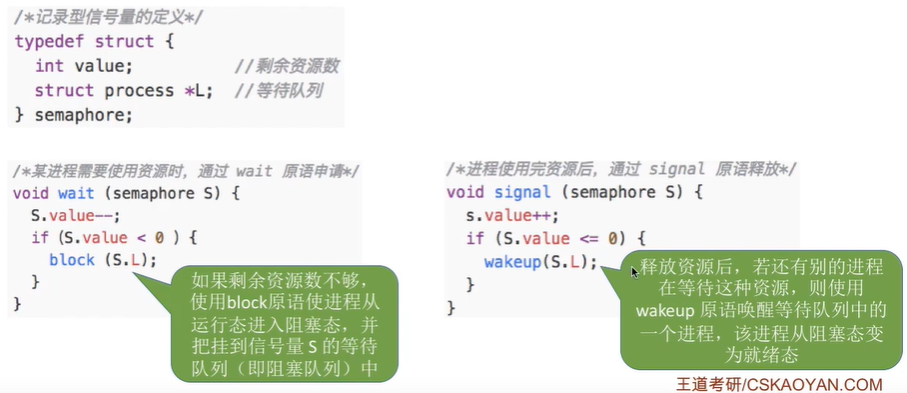 /*记录型信号量的定义*/
typedef struct {
int value; //剩余资源数
struct process *L; //等待队列
} semaphore;
/*某进程需要使用资源时，通过 wait 原语申请*/
void wait (semaphore S) {
S.value--;
if (S.value < 0 ) {
block (S.L);
}
}
如果剩余资源数不够，
使用block原语使进程从
运行态进入阻塞态，并
把挂到信号量 S 的等待
队列（即阻塞队列）中
/*进程使用完资源后，通过 signal 原语释放*/
void signal (semaphore S) {
s.value++;
if (S.value <= 0) {
wakeup(S.L);
}
}
释放资源后，若还有别的进程
在等待这种资源，则使用
wakeup 原语唤醒等待队列中的
一个进程，该进程从阻塞态变
为就绪态
王道考研/CSKAOYAN.COM